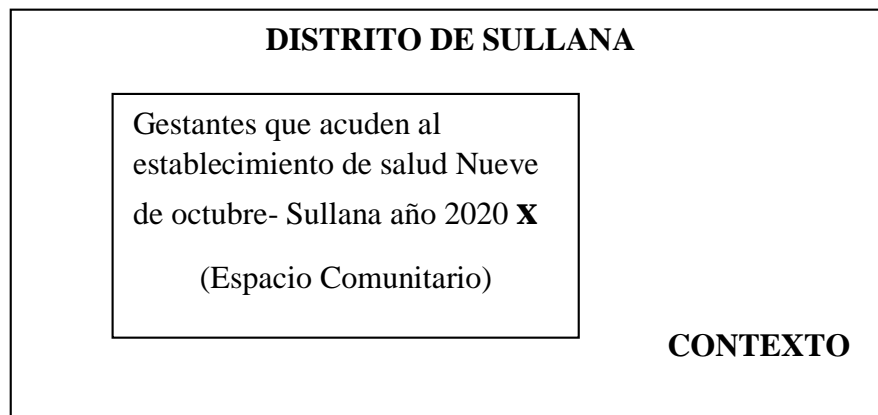 DISTRITO DE SULLANA
Gestantes que acuden al
establecimiento de salud Nueve
de octubre- Sullana año 2020 x
(Espacio Comunitario)
CONTEXTO